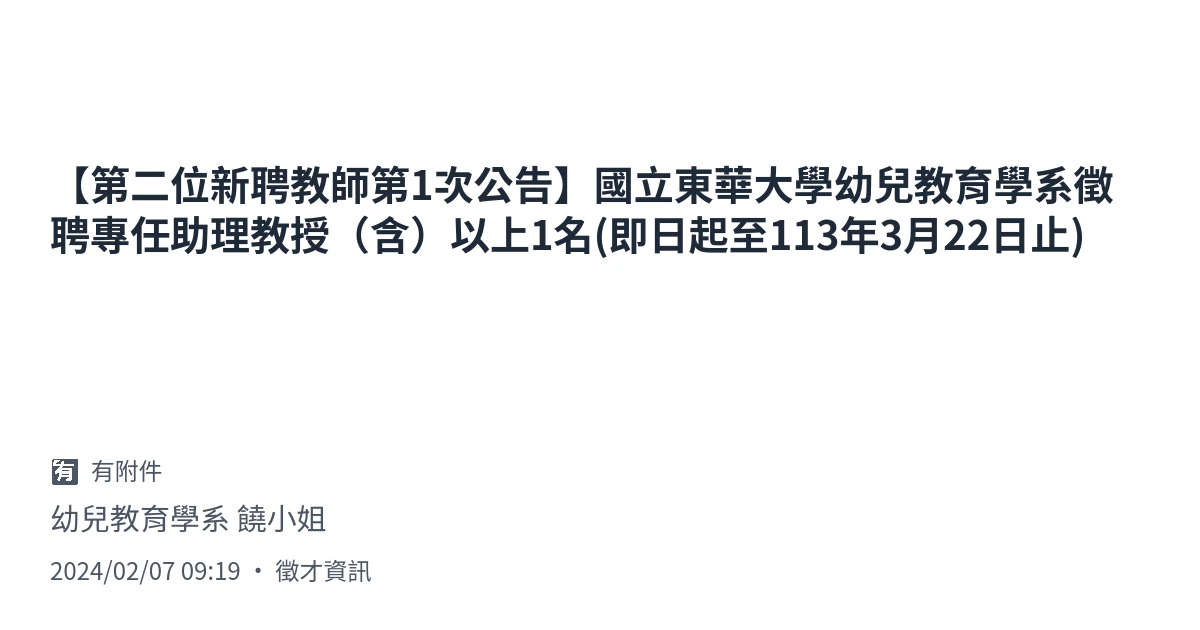 【第二位新聘教師第1次公告】國立東華大學幼兒教育學系徵
聘專任助理教授（含）以上1名(即日起至113年3月22日止)
有 有附件
幼兒教育學系 饒小姐
2024/02/07 09:19 • 徵才資訊